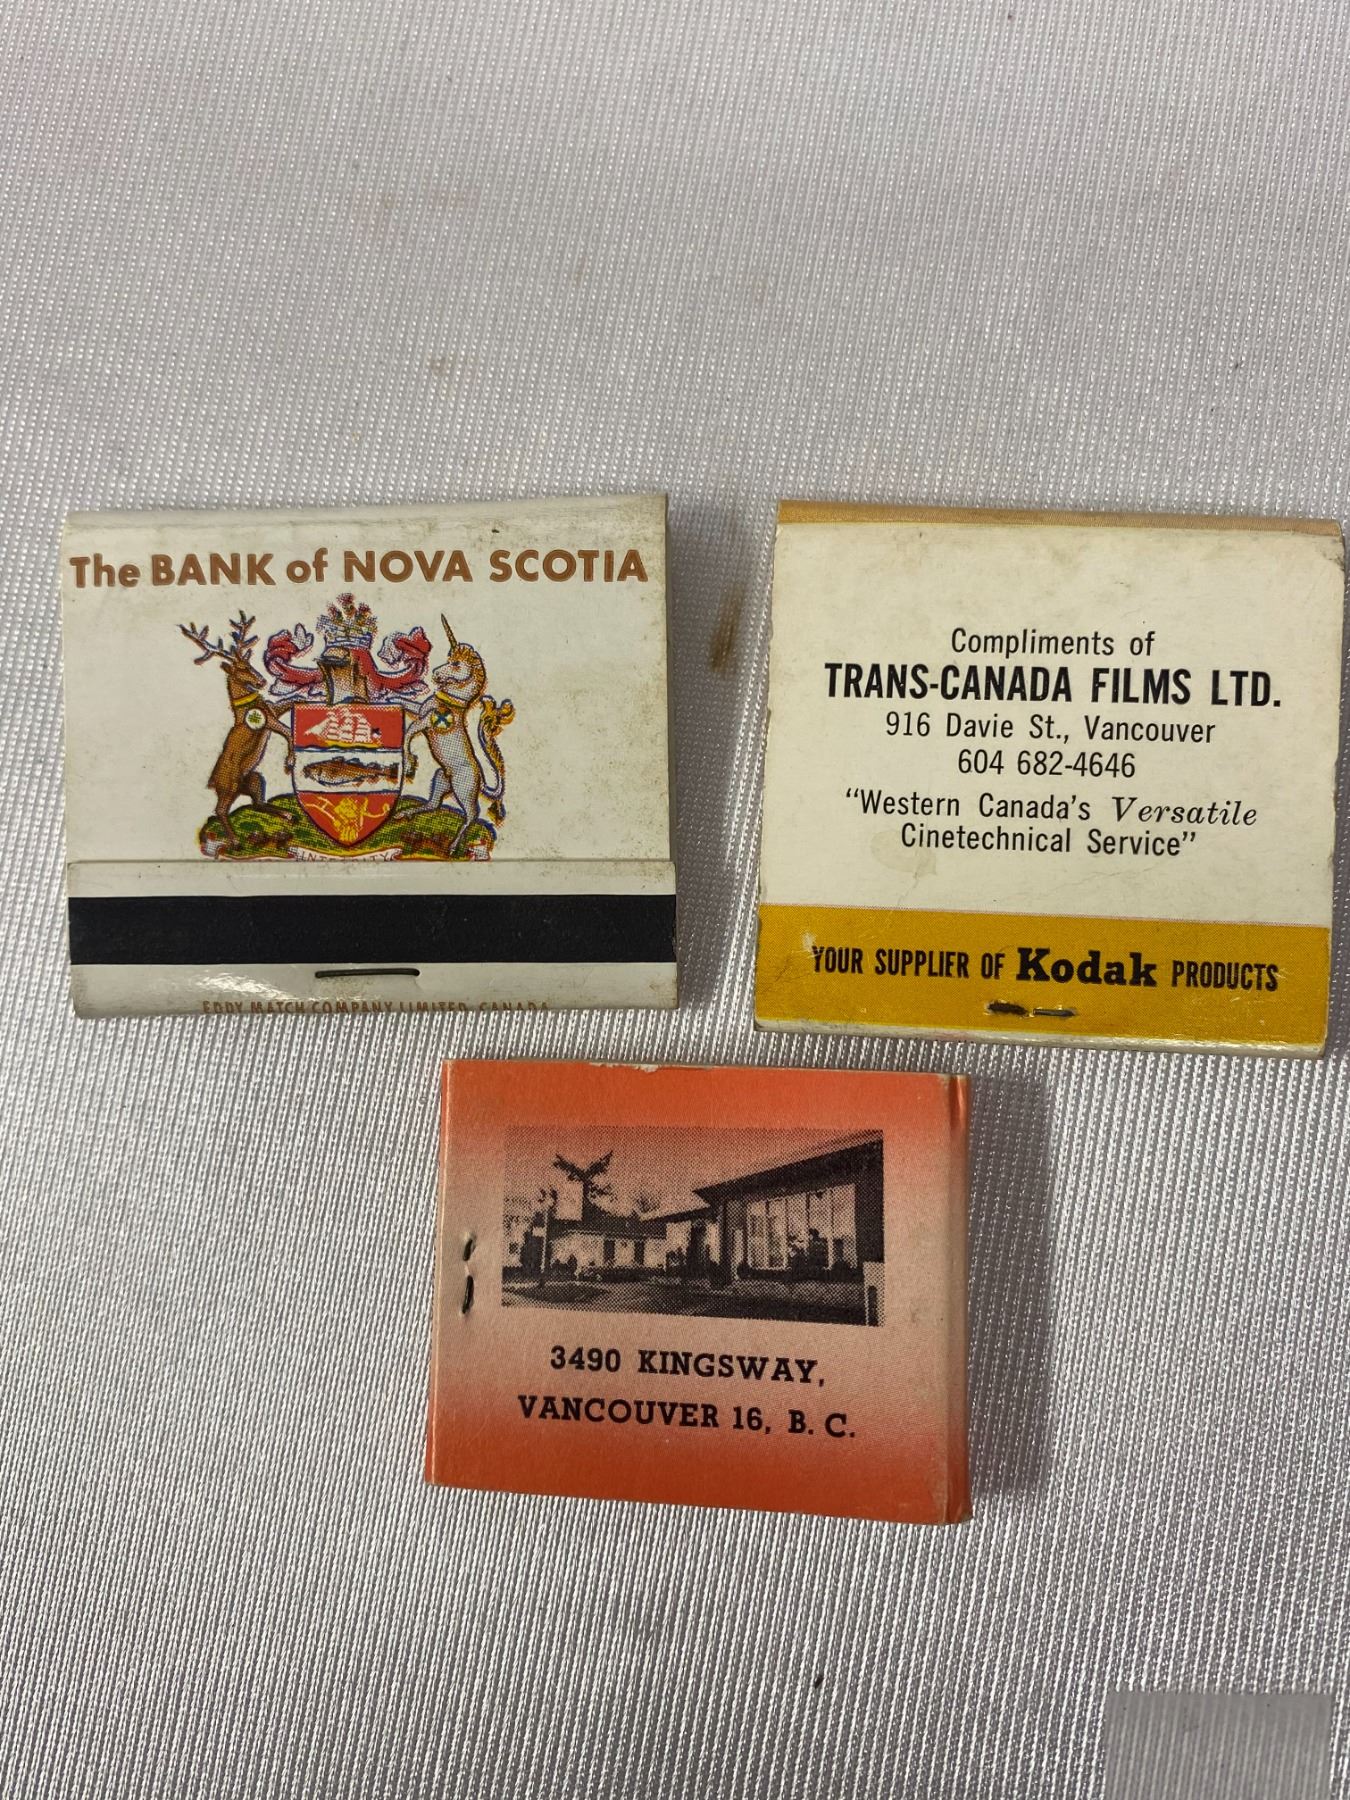 The BANK of NOVA SCOTIA
INTEGRITY
EDDY MATCH COMPANY LIMITED, CANADA
Compliments of
TRANS-CANADA FILMS LTD.
916 Davie St., Vancouver
604 682-4646
"Western Canada's Versatile
Cinetechnical Service"
YOUR SUPPLIER OF Kodak PRODUCTS
3490 KINGSWAY,
VANCOUVER 16, B. C.